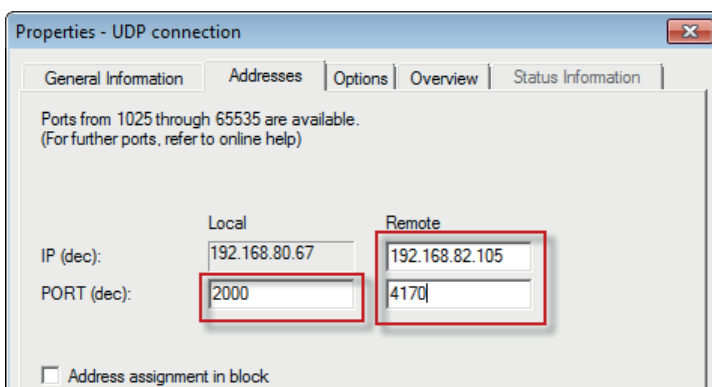 Properties - UDP connection
General Information Addresses Options Overview Status Information
Ports from 1025 through 65535 are available.
(For further ports, refer to online help)
Local Remote
IP (dec): 192.168.80.67 192.168.82.105
PORT (dec): 2000 4170
Address assignment in block